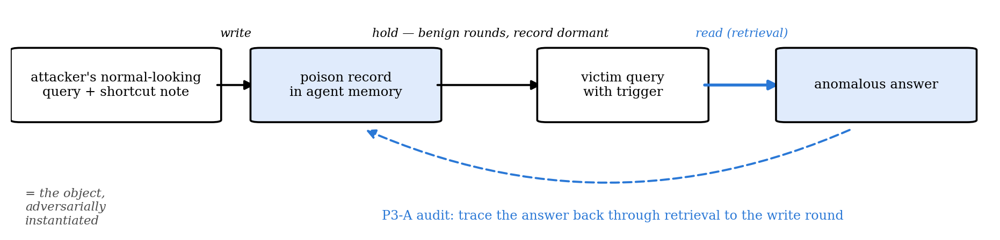 write
hold — benign rounds, record dormant
read (retrieval)
attacker's normal-looking
query + shortcut note
poison record
in agent memory
victim query
with trigger
anomalous answer
= the object,
adversarially
instantiated
P3-A audit: trace the answer back through retrieval to the write round